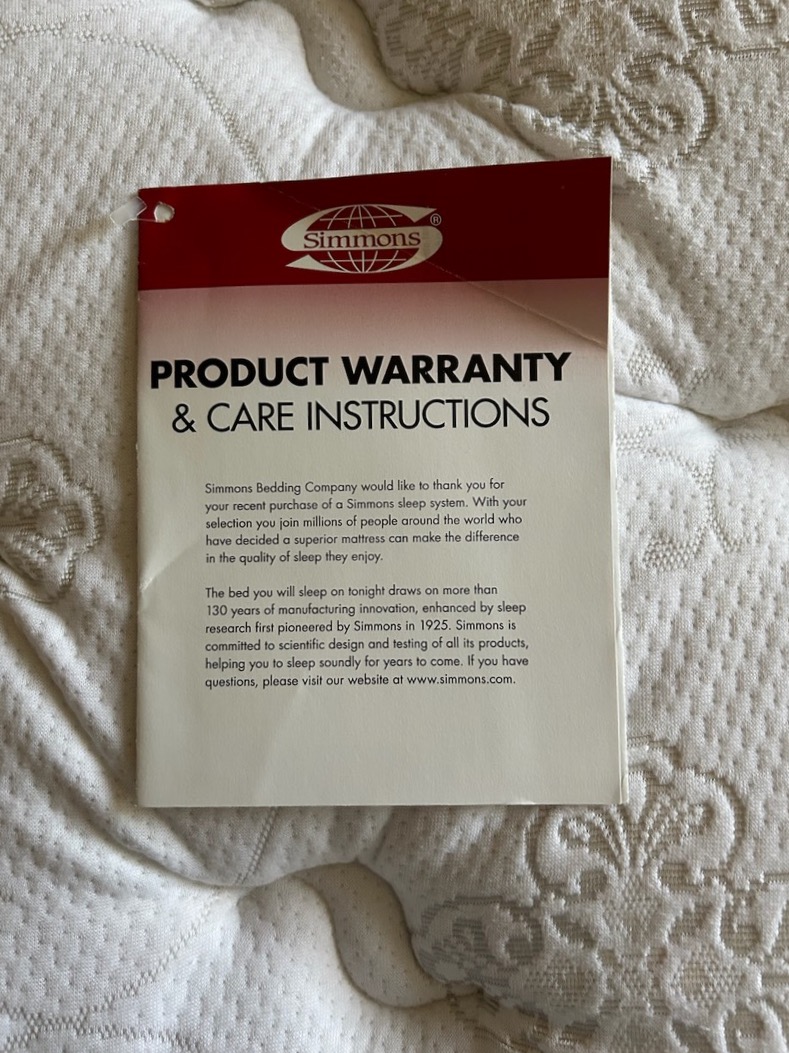 Simmons®
PRODUCT WARRANTY
& CARE INSTRUCTIONS
Simmons Bedding Company would like to thank you for
your recent purchase of a Simmons sleep system. With your
selection you join millions of people around the world who
have decided a superior mattress can make the difference
in the quality of sleep they enjoy.
The bed you will sleep on tonight draws on more than
130 years of manufacturing innovation, enhanced by sleep
research first pioneered by Simmons in 1925. Simmons is
committed to scientific design and testing of all its products,
helping you to sleep soundly for years to come. If you have
questions, please visit our website at www.simmons.com.